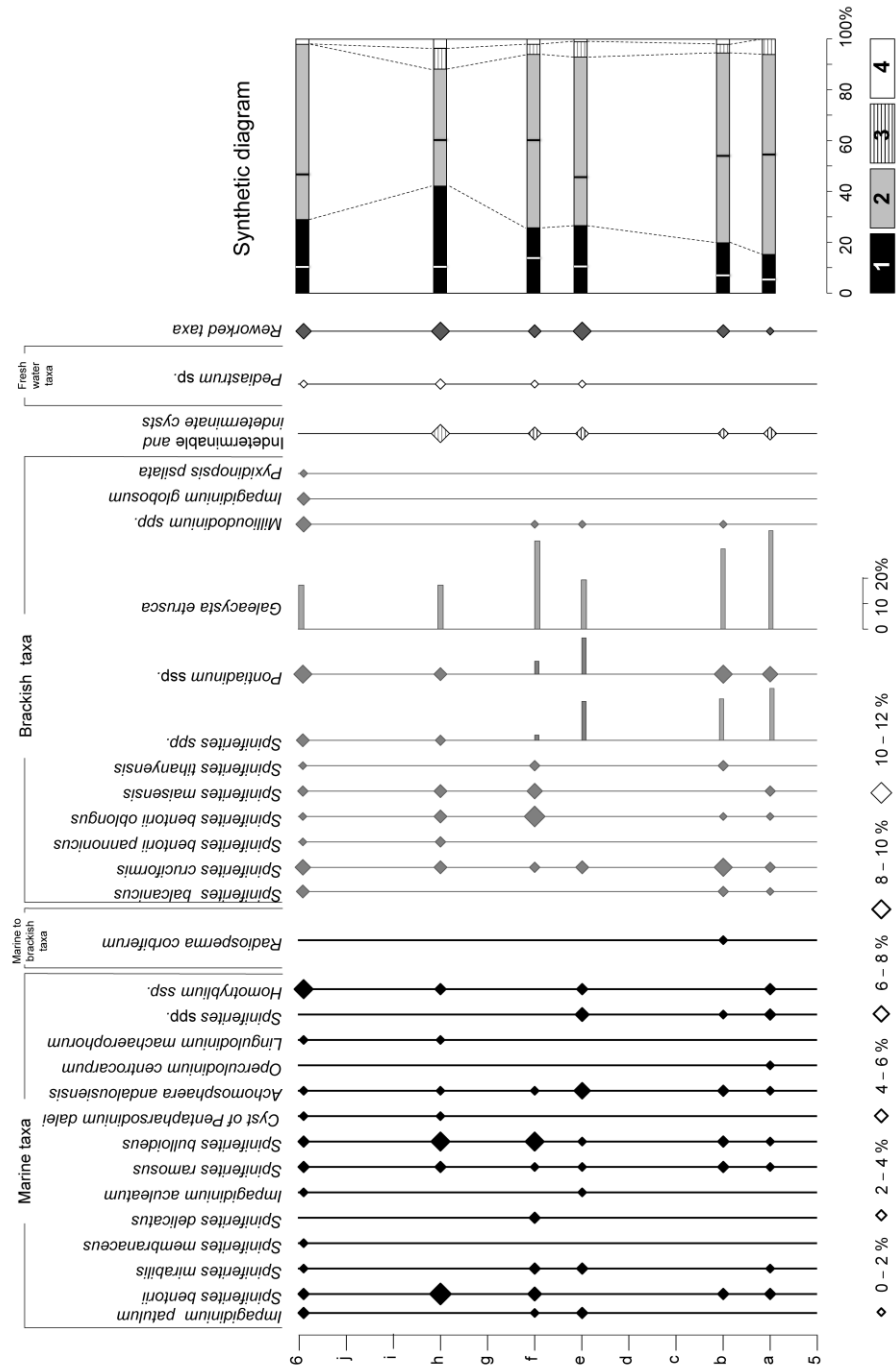 Synthetic diagram
Marine taxa
Marine to
brackish
taxa
Brackish taxa
Fresh
water
taxa
Impagidinium patulum
Spiniferites bentorii
Spiniferites mirabilis
Spiniferites membranaceus
Spiniferites delicatus
Impagidinium aculeatum
Spiniferites ramosus
Spiniferites bulloideus
Cyst of Pentapharsodinium dalei
Achomosphaera andalousiensis
Operculodinium centrocarpum
Lingulodinium machaerophorum
Spiniferites spp.
Homotryblium ssp.
Radiosperma corbiferum
Spiniferites balcanicus
Spiniferites cruciformis
Spiniferites bentorii pannonnicus
Spiniferites bentorii oblongus
Spiniferites maisensis
Spiniferites tihanyensis
Spiniferites spp.
Pontiadinum ssp.
Galeacysta etrusca
Millioudodinium spp.
Impagidinium globosum
Pyxidinopsis psilata
Indeterminable and
indeterminate cysts
Pediastrum sp.
Reworked taxa
6
j
i
h
g
f
e
d
c
b
a
5
0 – 2 %
2 – 4 %
4 – 6 %
6 – 8 %
8 – 10 %
10 – 12 %
0 10 20%
0 20 40 60 80 100%
1 2 3 4